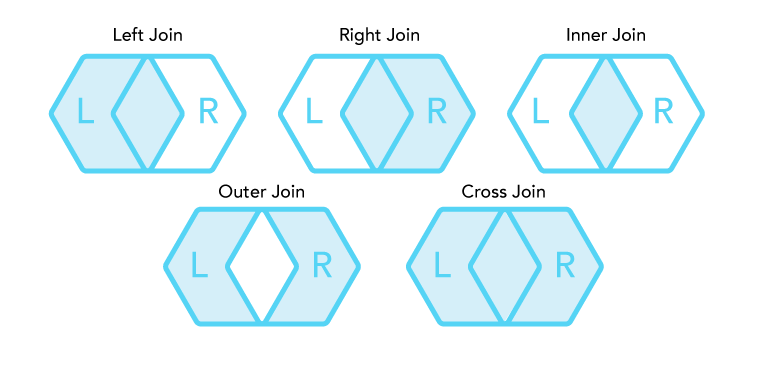 Left Join
L R
Right Join
L R
Inner Join
L R
Outer Join
L R
Cross Join
L R